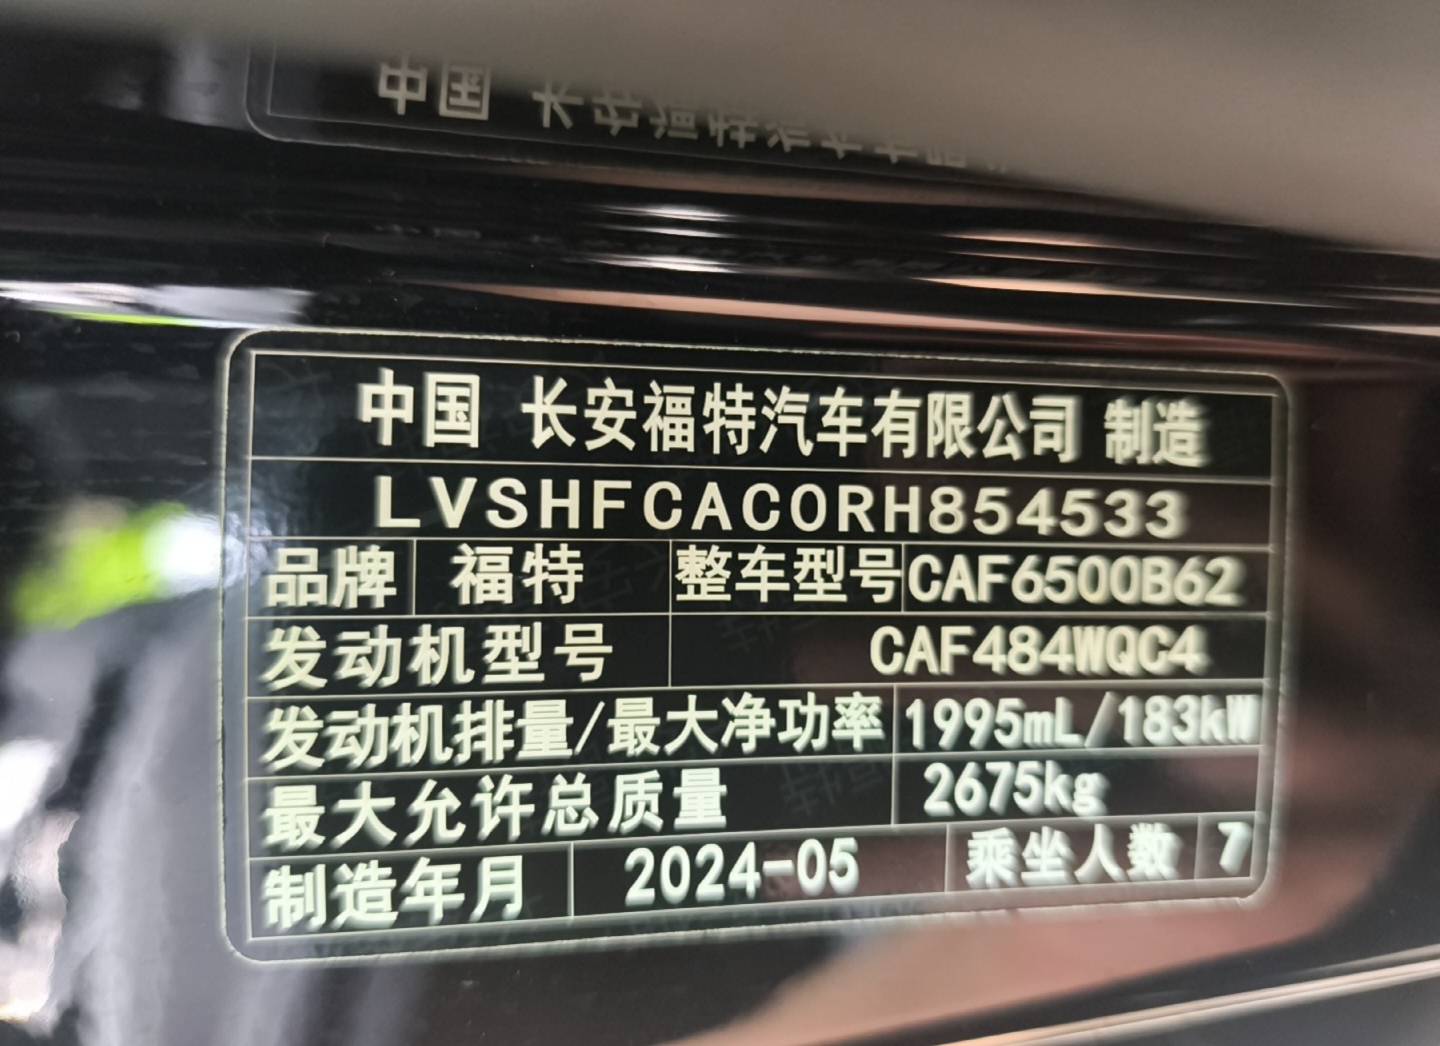 中国 长安福特汽车有限公司 制造
LVSHFCAC0RH854533
品牌 福特 整车型号 CAF6500B62
发动机型号 CAF484WQC4
发动机排量/最大净功率 1995mL/183kW
最大允许总质量 2675kg
制造年月 2024-05 乘坐人数 7